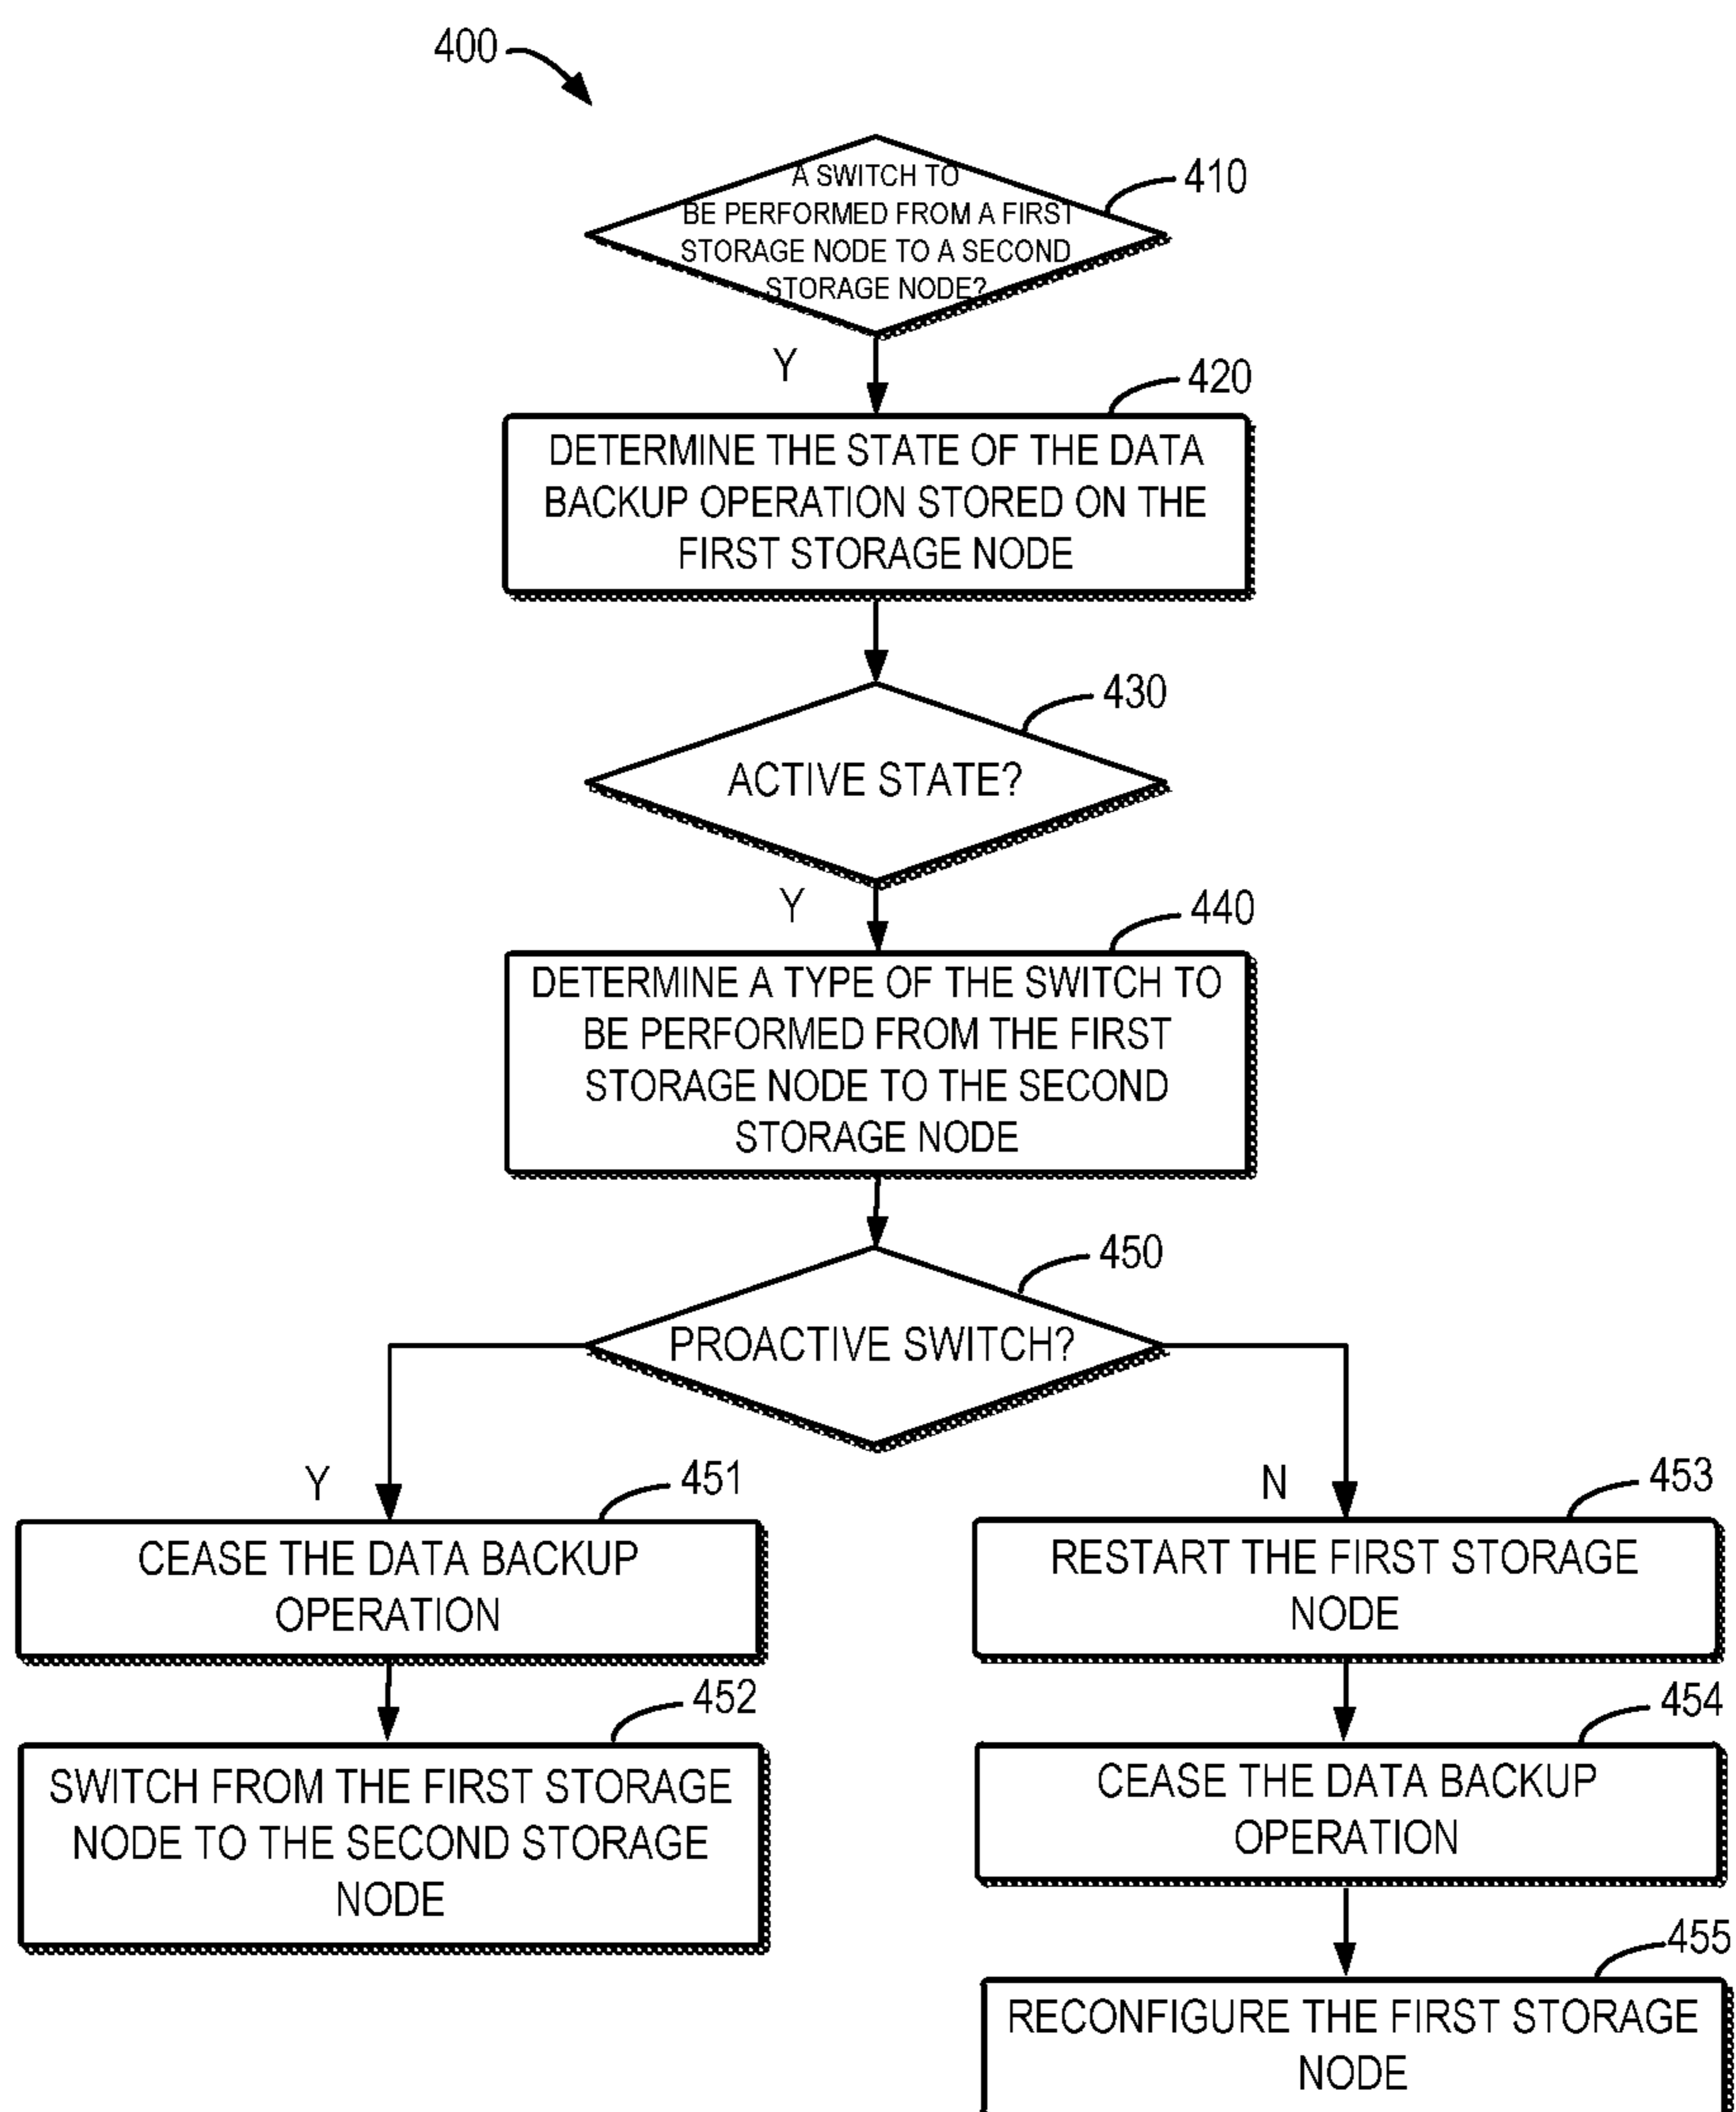 400
A SWITCH TO
BE PERFORMED FROM A FIRST
STORAGE NODE TO A SECOND
STORAGE NODE?
410
Y
420
DETERMINE THE STATE OF THE DATA
BACKUP OPERATION STORED ON THE
FIRST STORAGE NODE
430
ACTIVE STATE?
Y
440
DETERMINE A TYPE OF THE SWITCH TO
BE PERFORMED FROM THE FIRST
STORAGE NODE TO THE SECOND
STORAGE NODE
450
PROACTIVE SWITCH?
Y
451
CEASE THE DATA BACKUP
OPERATION
452
SWITCH FROM THE FIRST STORAGE
NODE TO THE SECOND STORAGE
NODE
N
453
RESTART THE FIRST STORAGE
NODE
454
CEASE THE DATA BACKUP
OPERATION
455
RECONFIGURE THE FIRST STORAGE
NODE